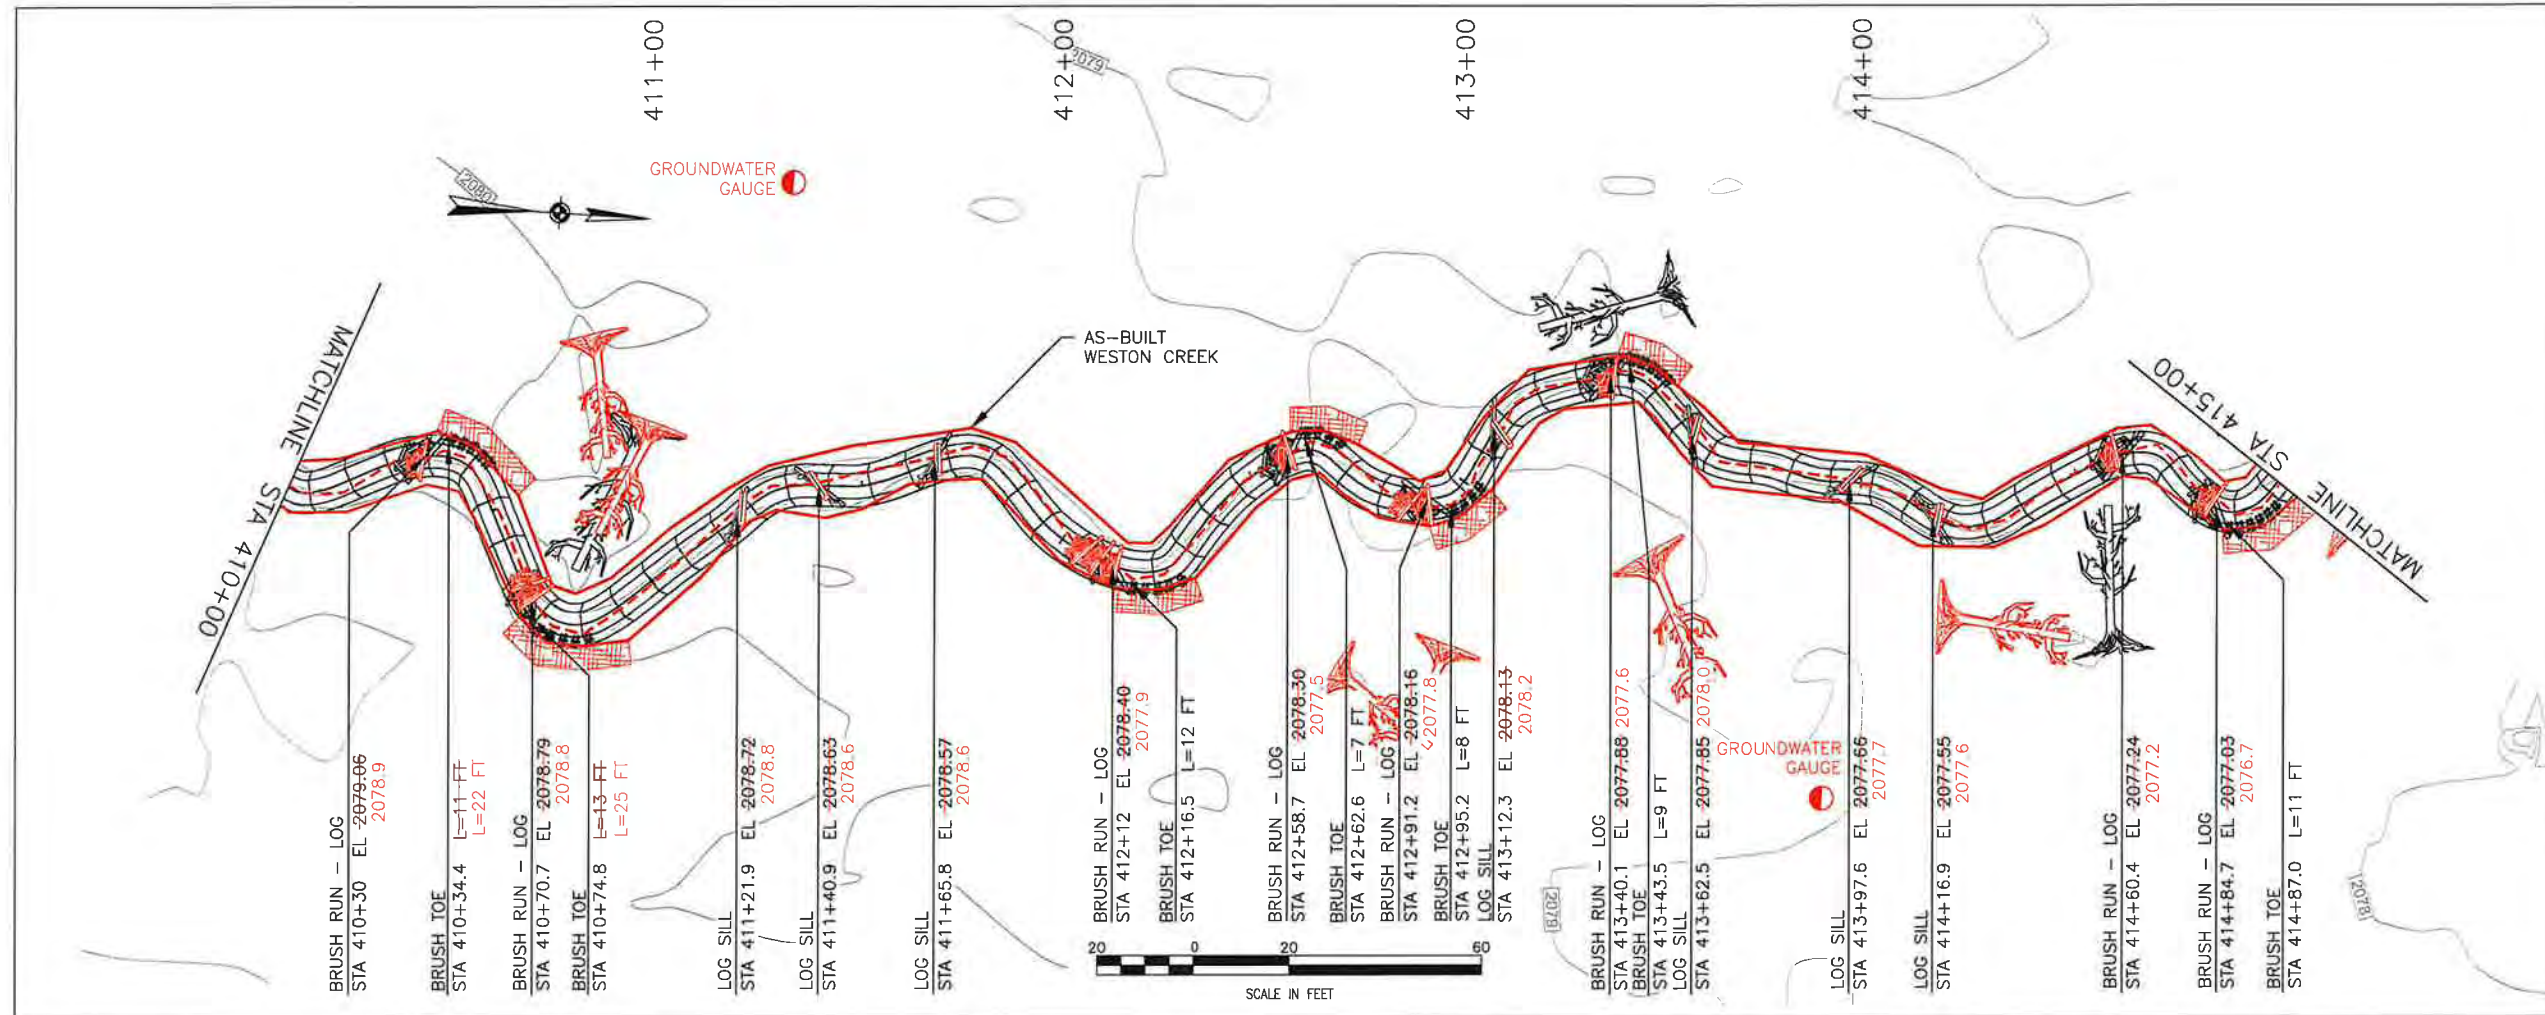 411+00
412+00
413+00
414+00
2079
2080
GROUNDWATER
GAUGE
AS-BUILT
WESTON CREEK
MATCHLINE STA 410+00
MATCHLINE STA 415+00
BRUSH RUN - LOG
STA 410+30 EL 2079.06
2078.9
BRUSH TOE
STA 410+34.4 L=11 FT
L=22 FT
BRUSH RUN - LOG
STA 410+70.7 EL 2078.79
2078.8
BRUSH TOE
STA 410+74.8 L=13 FT
L=25 FT
LOG SILL
STA 411+21.9 EL 2078.72
2078.8
LOG SILL
STA 411+40.9 EL 2078.63
2078.6
LOG SILL
STA 411+65.8 EL 2078.57
2078.6
BRUSH RUN - LOG
STA 412+12 EL 2078.40
2077.9
BRUSH TOE
STA 412+16.5 L=12 FT
BRUSH RUN - LOG
STA 412+58.7 EL 2078.30
2077.5
BRUSH TOE
STA 412+62.6 L=7 FT
BRUSH RUN - LOG
STA 412+91.2 EL 2078.16
2077.8
BRUSH TOE
STA 412+95.2 L=8 FT
LOG SILL
STA 413+12.3 EL 2078.13
2078.2
BRUSH RUN - LOG
STA 413+40.1 EL 2077.88 2077.6
BRUSH TOE
STA 413+43.5 L=9 FT
LOG SILL
STA 413+62.5 EL 2077.85 2078.0
GROUNDWATER
GAUGE
LOG SILL
STA 413+97.6 EL 2077.66
2077.7
LOG SILL
STA 414+16.9 EL 2077.55
2077.6
BRUSH RUN - LOG
STA 414+60.4 EL 2077.24
2077.2
BRUSH RUN - LOG
STA 414+84.7 EL 2077.03
2076.7
BRUSH TOE
STA 414+87.0 L=11 FT
2079
2078
20 0 20 60
SCALE IN FEET